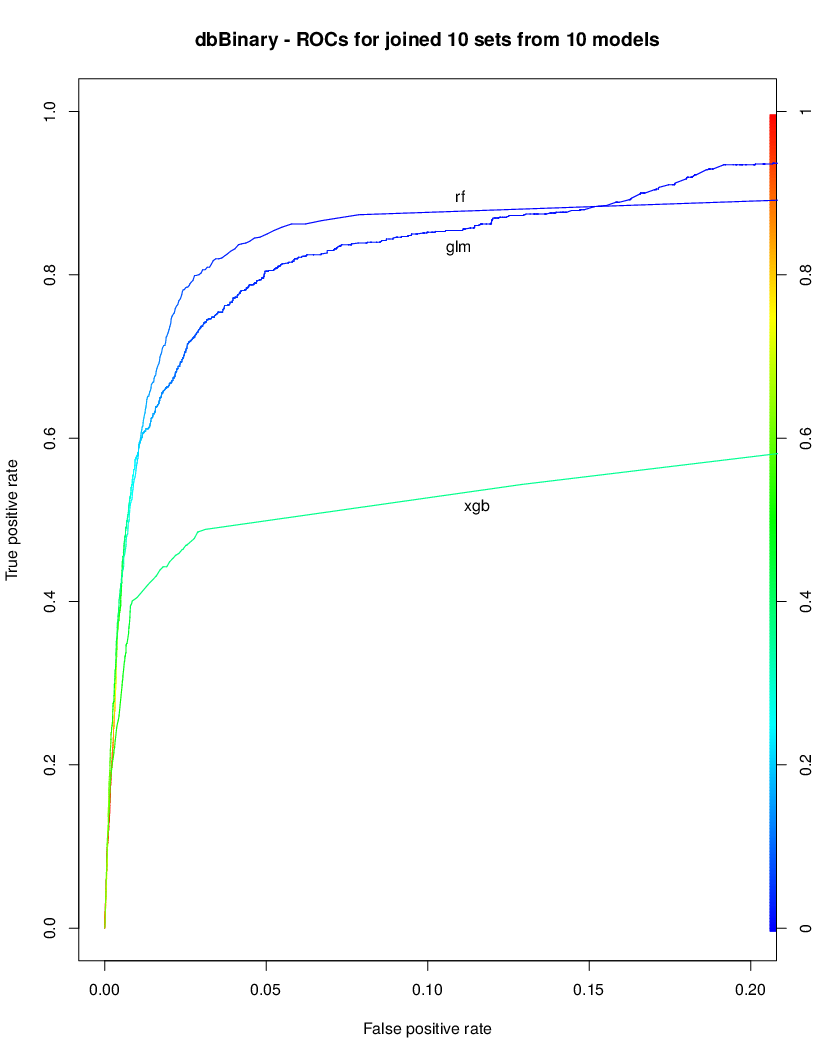 dbBinary - ROCs for joined 10 sets from 10 models
True positive rate
1.0
0.8
0.6
0.4
0.2
0.0
rf
glm
xgb
1
0.8
0.6
0.4
0.2
0
0.00 0.05 0.10 0.15 0.20
False positive rate